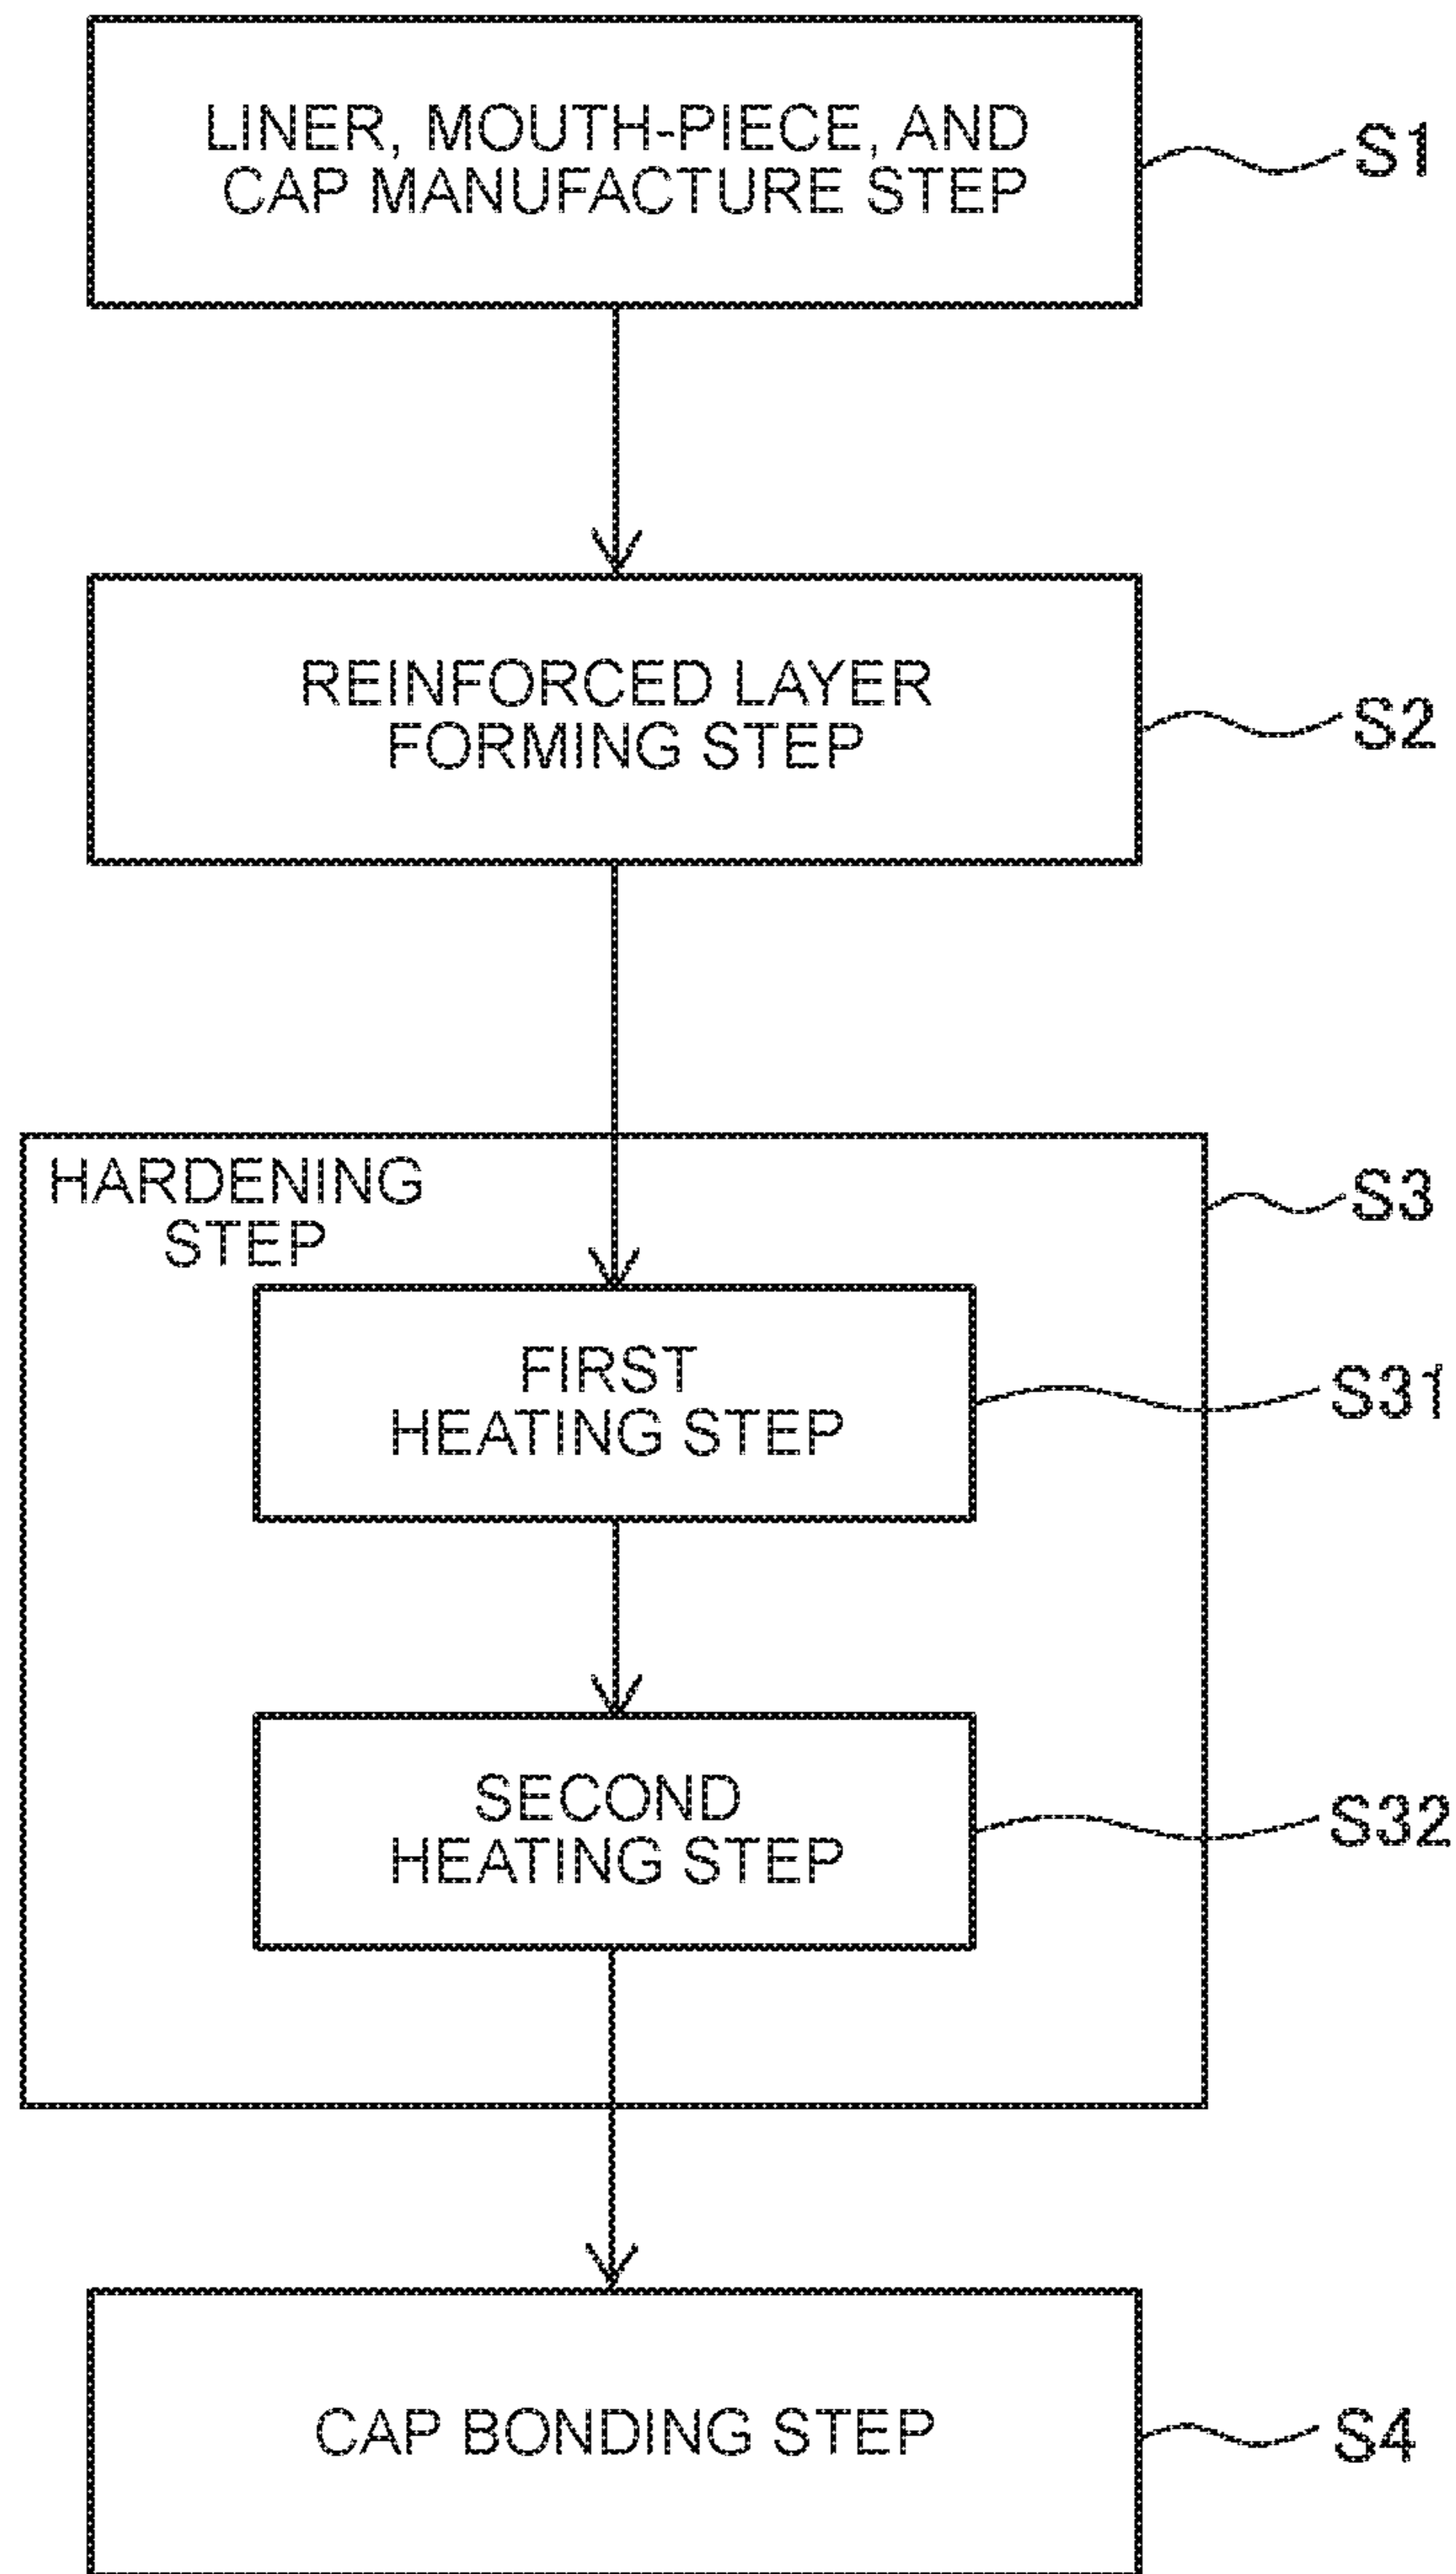 LINER, MOUTH-PIECE, AND
CAP MANUFACTURE STEP
S1
REINFORCED LAYER
FORMING STEP
S2
HARDENING
STEP
S3
FIRST
HEATING STEP
S31
SECOND
HEATING STEP
S32
CAP BONDING STEP
S4